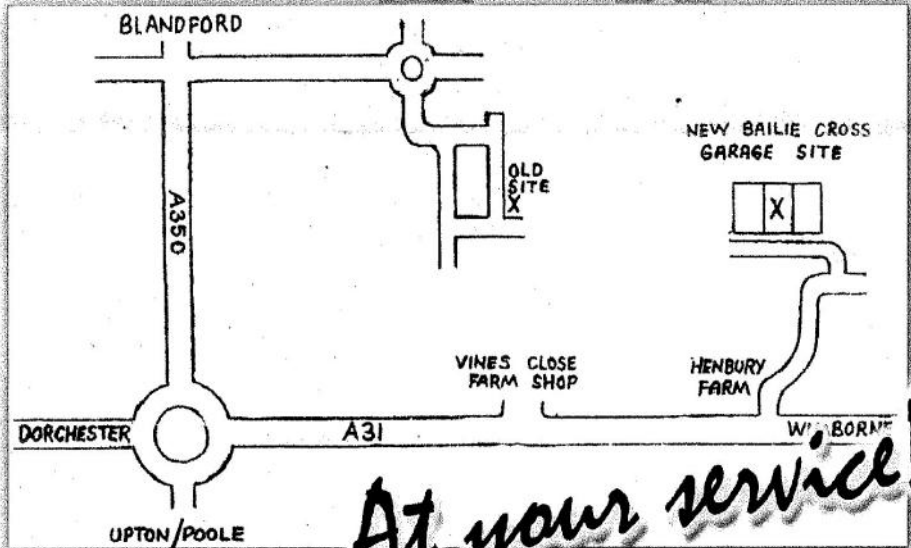 BLANDFORD
NEW BAILIE CROSS
GARAGE SITE
OLD
SITE
X
X
A350
VINES CLOSE
FARM SHOP
HENBURY
FARM
DORCHESTER
A31
WIMBORNE
UPTON/POOLE
At your service